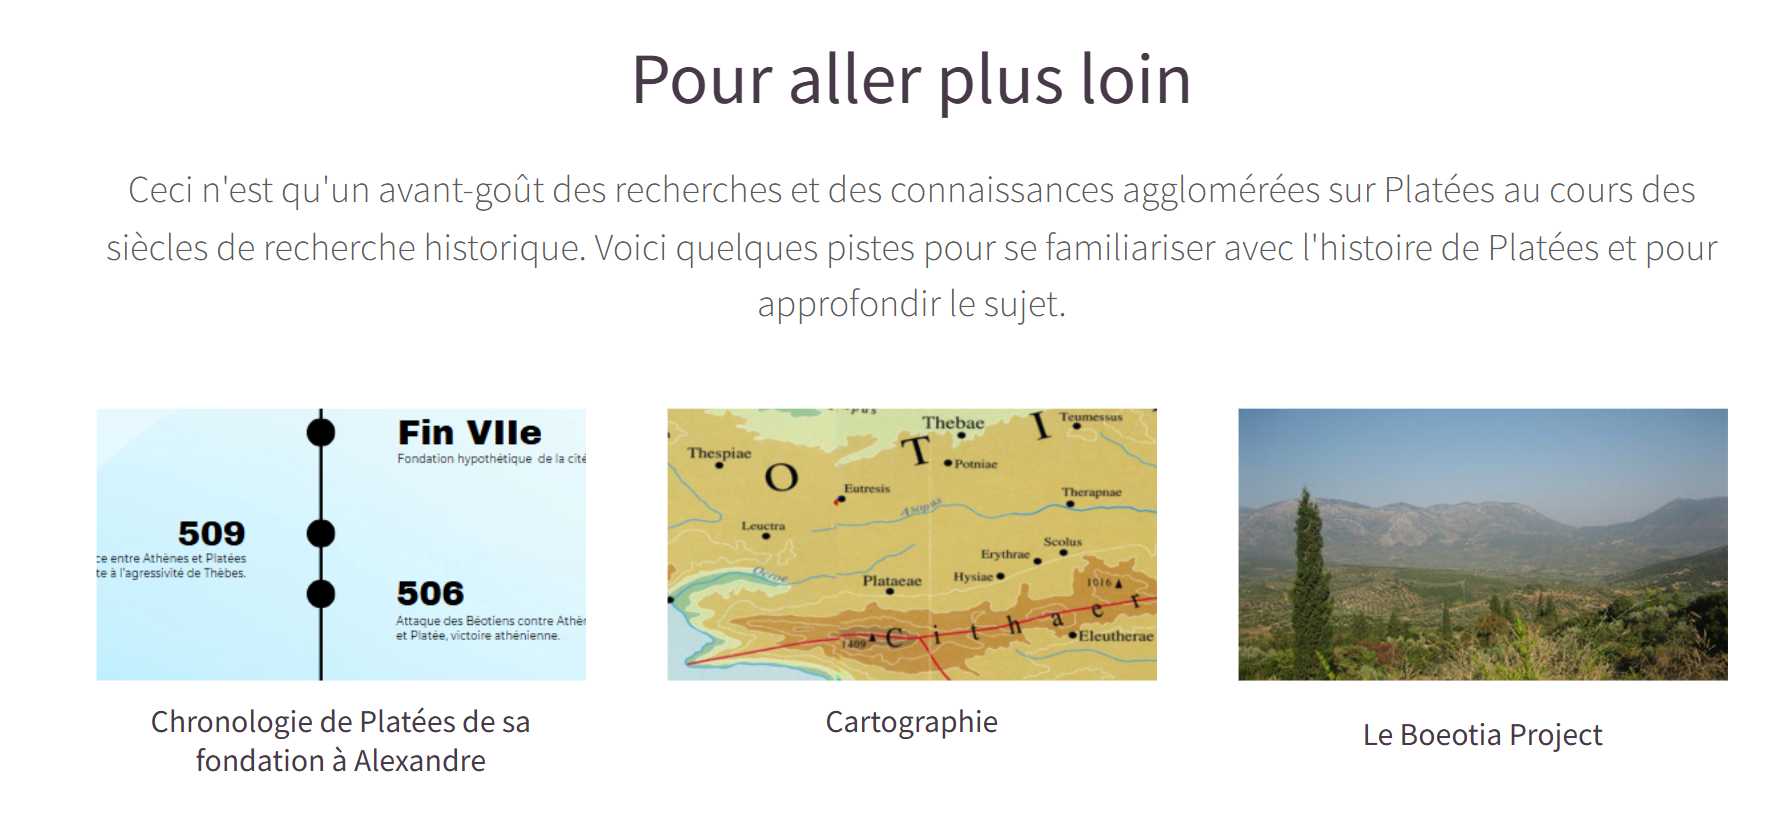 Pour aller plus loin
Ceci n'est qu'un avant-goût des recherches et des connaissances agglomérées sur Platées au cours des
siècles de recherche historique. Voici quelques pistes pour se familiariser avec l'histoire de Platées et pour
approfondir le sujet.
Fin VIIe
Fondation hypothétique de la cité
509
ce entre Athènes et Platées
te à l'agressivité de Thèbes.
506
Attaque des Béotiens contre Athèn
et Platée, victoire athénienne.
Chronologie de Platées de sa
fondation à Alexandre
Thebae
Teumessus
O T I
Thespiae
Potniae
Eutresis
Therapnae
Asopus
Leuctra
Scolus
Erythrae
Oeroe
Plataeae
Hysiae
1016
Cithaer
1409
Eleutherae
Cartographie
Le Boeotia Project